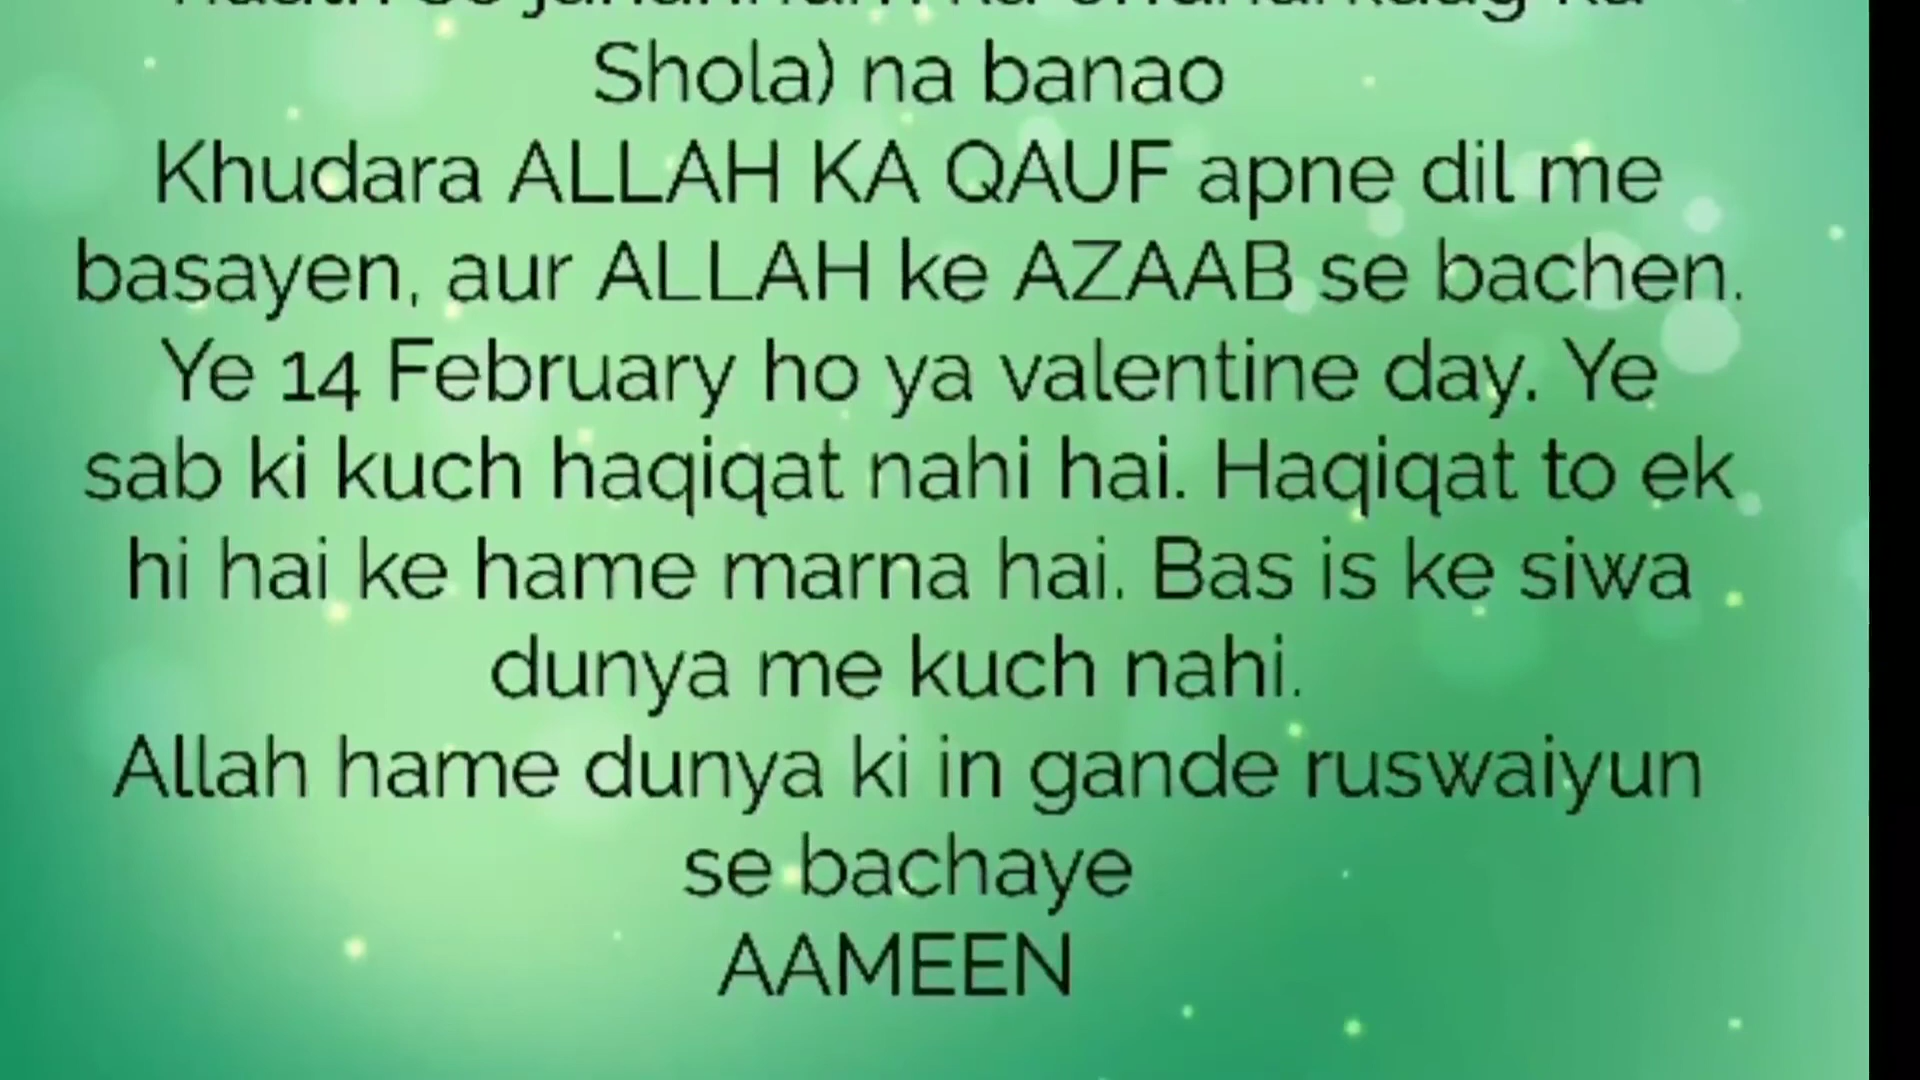 Shola) na banao
Khudara ALLAH KA QAUF apne dil me
basayen, aur ALLAH ke AZAAB se bachen.
Ye 14 February ho ya valentine day. Ye
sab ki kuch haqiqat nahi hai. Haqiqat to ek
hi hai ke hame marna hai. Bas is ke siwa
dunya me kuch nahi.
Allah hame dunya ki in gande ruswaiyun
se bachaye
AAMEEN